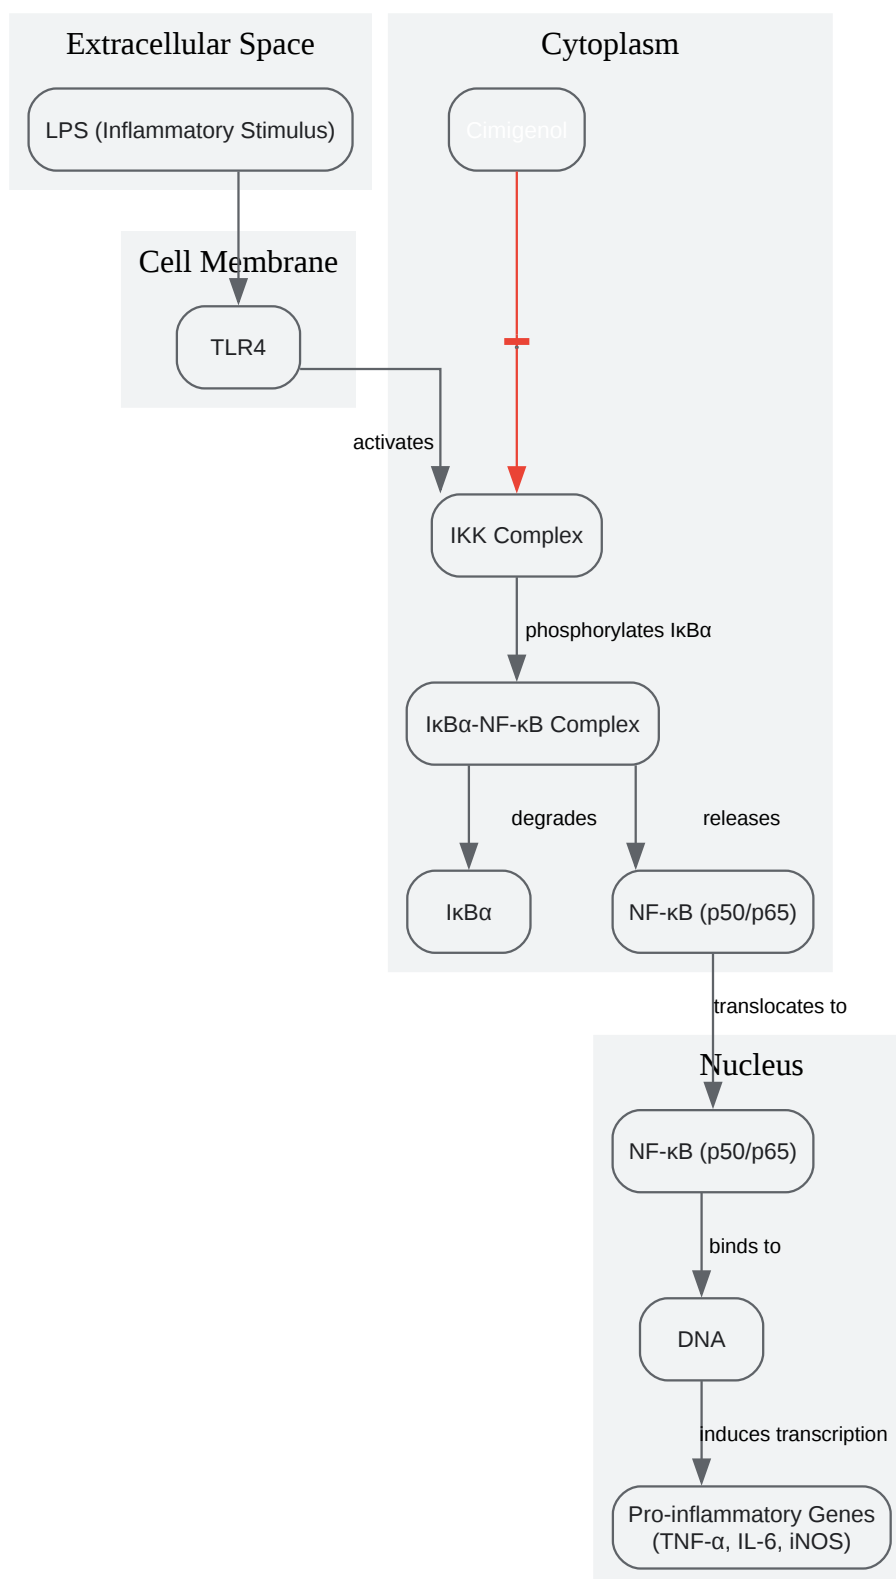 Extracellular Space
Cytoplasm
LPS (Inflammatory Stimulus)
Cimigenol
Cell Membrane
TLR4
activates
IKK Complex
phosphorylates IκBα
IκBα-NF-κB Complex
degrades
releases
IκBα
NF-κB (p50/p65)
translocates to
Nucleus
NF-κB (p50/p65)
binds to
DNA
induces transcription
Pro-inflammatory Genes
(TNF-α, IL-6, iNOS)